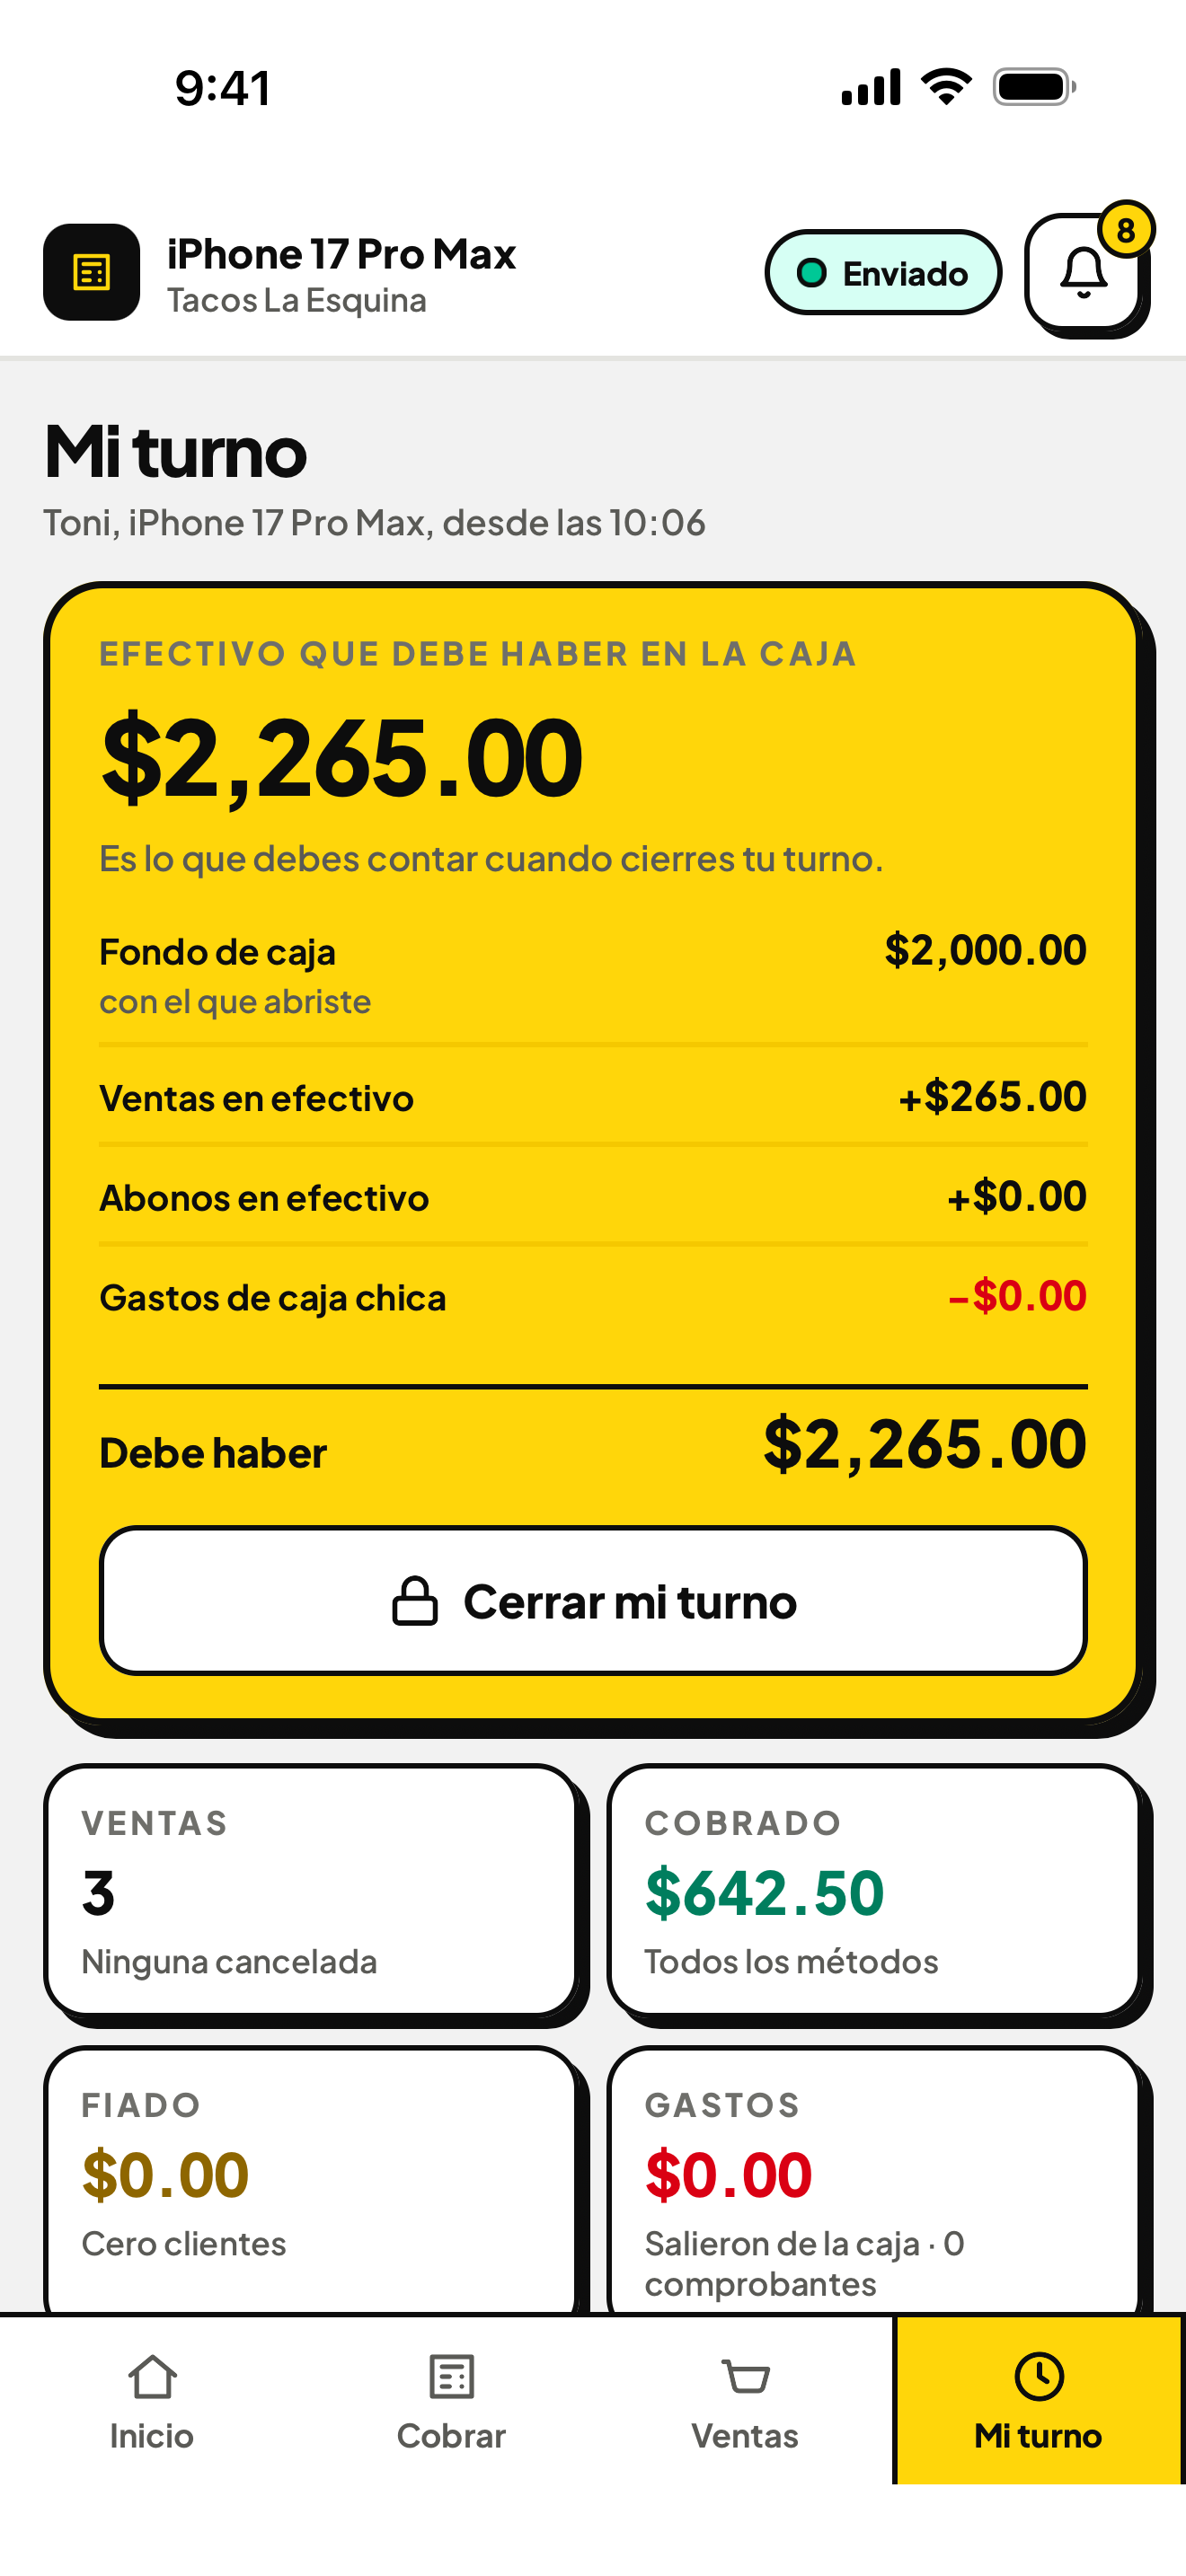 9:41
iPhone 17 Pro Max
Tacos La Esquina
Enviado
8
Mi turno
Toni, iPhone 17 Pro Max, desde las 10:06
EFECTIVO QUE DEBE HABER EN LA CAJA
$2,265.00
Es lo que debes contar cuando cierres tu turno.
Fondo de caja
$2,000.00
con el que abriste
Ventas en efectivo
+$265.00
Abonos en efectivo
+$0.00
Gastos de caja chica
−$0.00
Debe haber
$2,265.00
Cerrar mi turno
VENTAS
3
Ninguna cancelada
COBRADO
$642.50
Todos los métodos
FIADO
$0.00
Cero clientes
GASTOS
$0.00
Salieron de la caja · 0
comprobantes
Inicio
Cobrar
Ventas
Mi turno